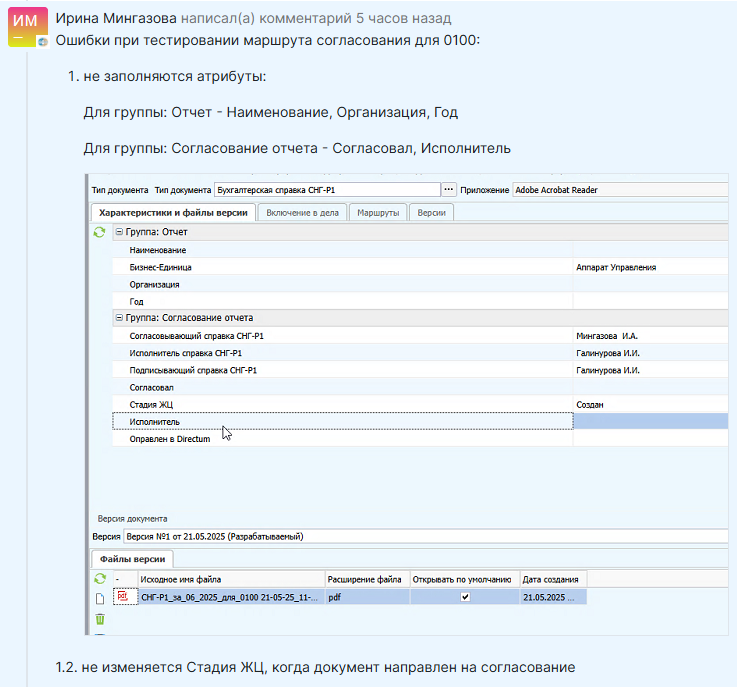 ИМ
Ирина Мингазова написал(а) комментарий 5 часов назад
Ошибки при тестировании маршрута согласования для 0100:
1. не заполняются атрибуты:
Для группы: Отчет - Наименование, Организация, Год
Для группы: Согласование отчета - Согласовал, Исполнитель
Тип документа Тип документа Бухгалтерская справка СНГ-Р1 ... Приложение Adobe Acrobat Reader
Характеристики и файлы версии Включение в дела Маршруты Версии
Группа: Отчет
Наименование
Бизнес-Единица Аппарат Управления
Организация
Год
Группа: Согласование отчета
Согласовывающий справка СНГ-Р1 Мингазова И.А.
Исполнитель справка СНГ-Р1 Галинурова И.И.
Подписывающий справка СНГ-Р1 Галинурова И.И.
Согласовал
Стадия ЖЦ Создан
Исполнитель
Оправлен в Directum
Версия документа
Версия Версия №1 от 21.05.2025 (Разрабатываемый)
Файлы версии
- Исходное имя файла Расширение файла Открывать по умолчанию Дата создания
СНГ-Р1_за_06_2025_для_0100 21-05-25_11-... pdf 21.05.2025 ...
1.2. не изменяется Стадия ЖЦ, когда документ направлен на согласование